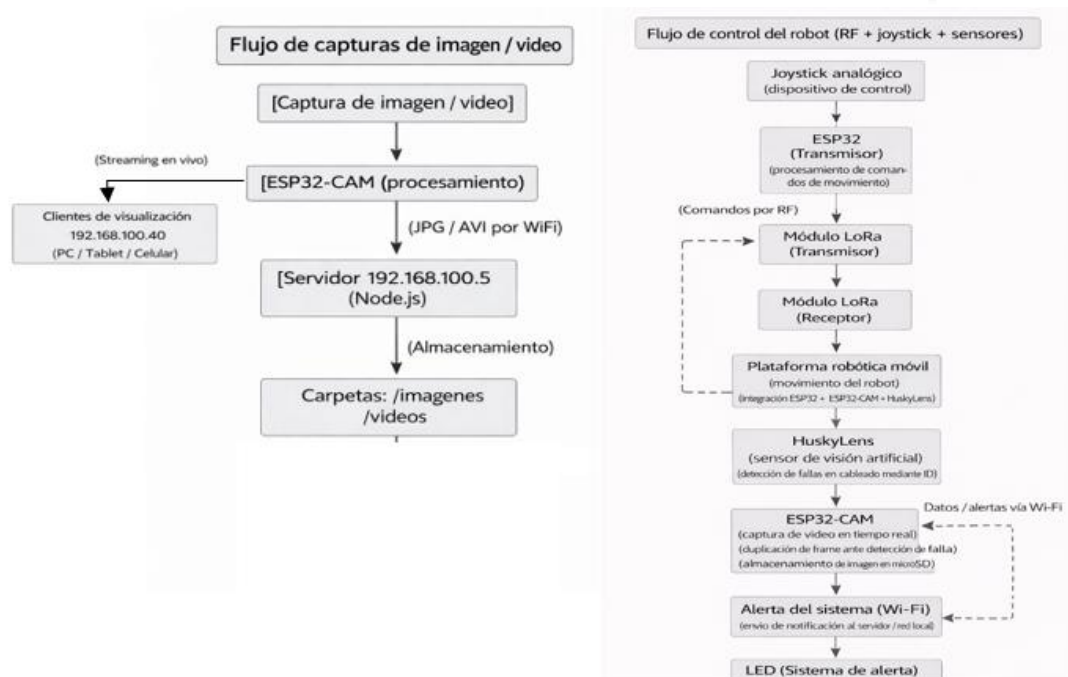 Flujo de capturas de imagen / video
[Captura de imagen / video]
(Streaming en vivo)
[ESP32-CAM (procesamiento)
Clientes de visualización
192.168.100.40
(PC / Tablet / Celular)
(JPG / AVI por WiFi)
[Servidor 192.168.100.5
(Node.js)
(Almacenamiento)
Carpetas: /imagenes
/videos
Flujo de control del robot (RF + joystick + sensores)
Joystick analógico
(dispositivo de control)
ESP32
(Transmisor)
(procesamiento de coman-
dos de movimiento)
(Comandos por RF)
Módulo LoRa
(Transmisor)
Módulo LoRa
(Receptor)
Plataforma robótica móvil
(movimiento del robot)
(integración ESP32 + ESP32-CAM + HuskyLens)
HuskyLens
(sensor de visión artificial)
(detección de fallas en cableado mediante ID)
Datos / alertas vía Wi-Fi
ESP32-CAM
(captura de video en tiempo real)
(duplicación de frame ante detección de falla)
(almacenamiento de imagen en microSD)
Alerta del sistema (Wi-Fi)
(envio de notificación al servidor / red local)
LED (Sistema de alerta)